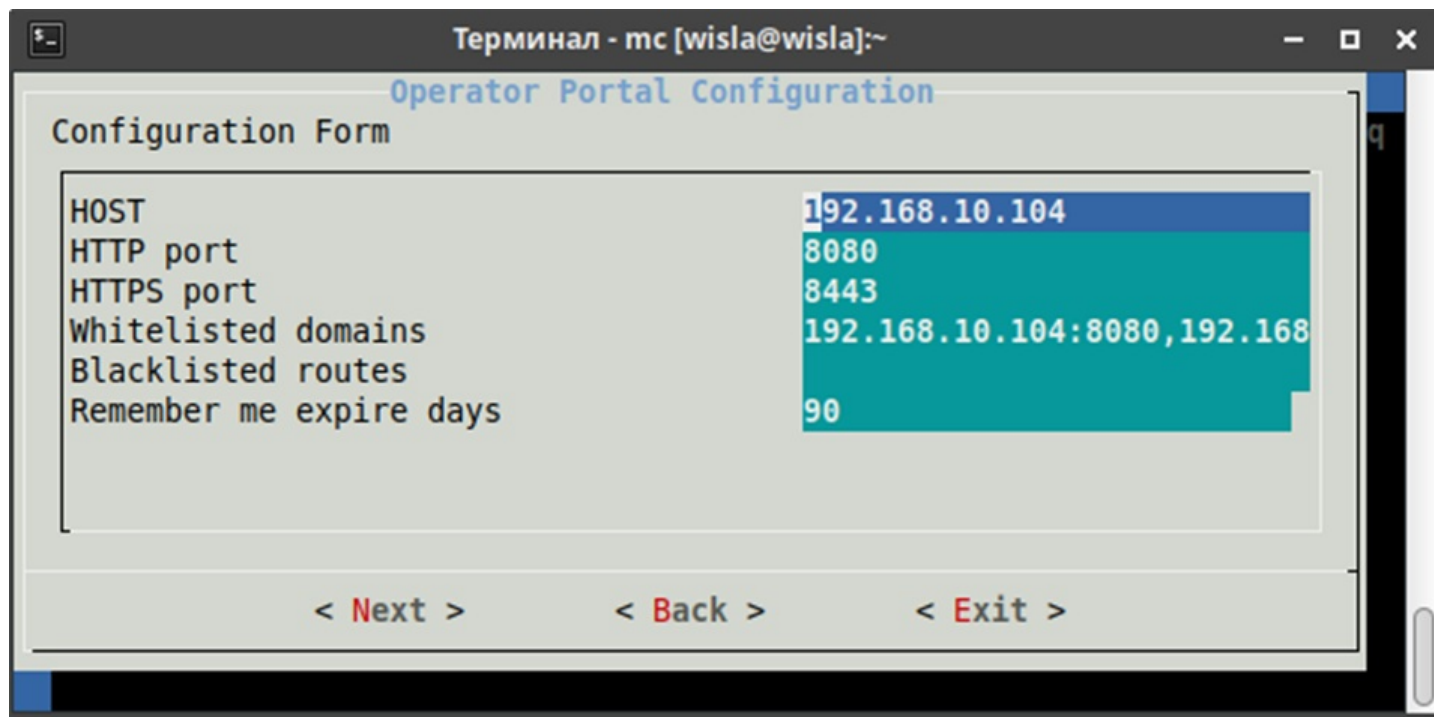 Терминал - mc [wisla@wisla]:~
Operator Portal Configuration
Configuration Form
q
HOST 192.168.10.104
HTTP port 8080
HTTPS port 8443
Whitelisted domains 192.168.10.104:8080,192.168
Blacklisted routes
Remember me expire days 90
< Next > < Back > < Exit >